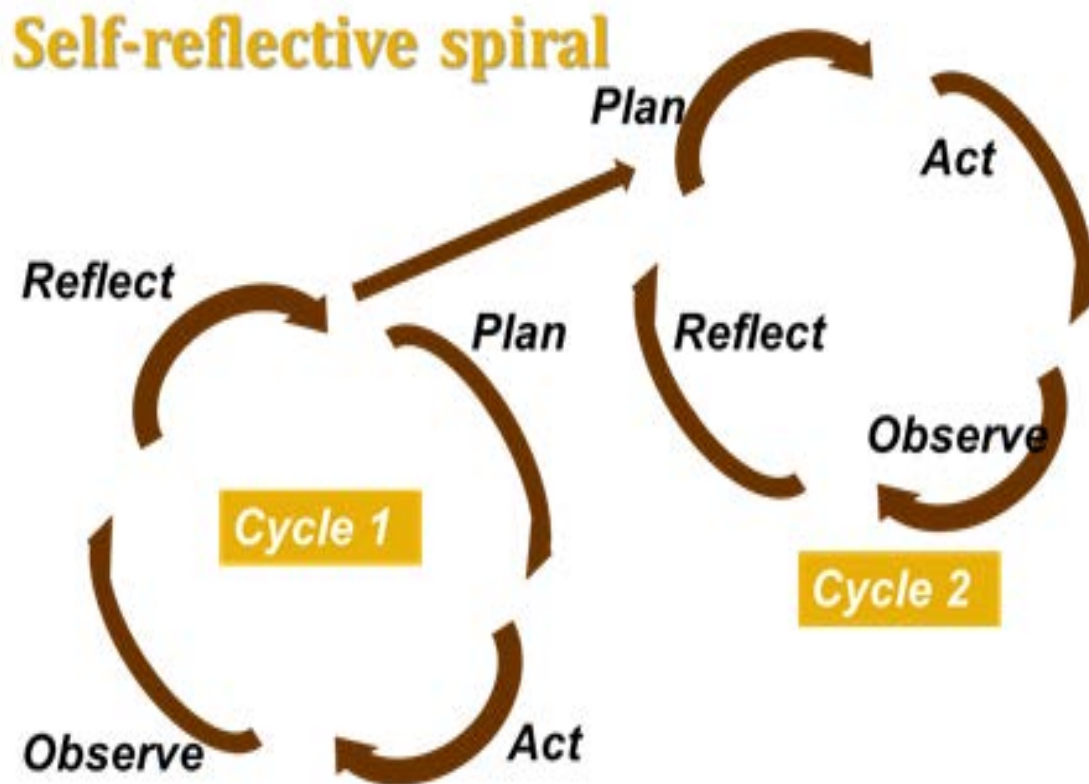 Self-reflective spiral
Plan
Act
Reflect
Plan
Reflect
Observe
Cycle 1
Cycle 2
Observe
Act